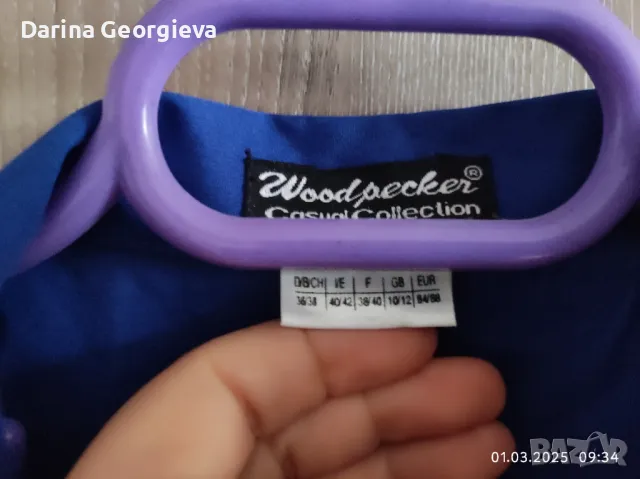 Darina Georgieva
Woodpecker®
Casual Collection
D/B/CH I/E F GB EUR
36/38 40/42 38/40 10/12 84/88
BAZAR
01.03.2025 09:34